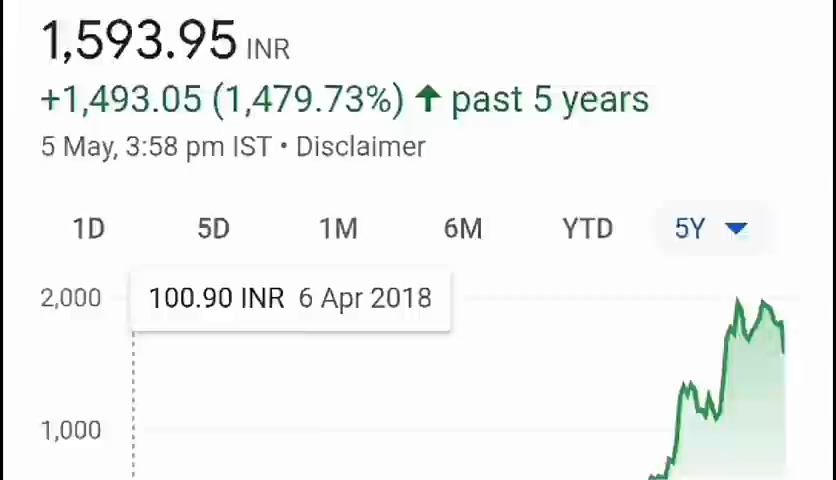 1,593.95 INR
+1,493.05 (1,479.73%) ↑ past 5 years
5 May, 3:58 pm IST • Disclaimer
1D 5D 1M 6M YTD 5Y
2,000 100.90 INR 6 Apr 2018
1,000